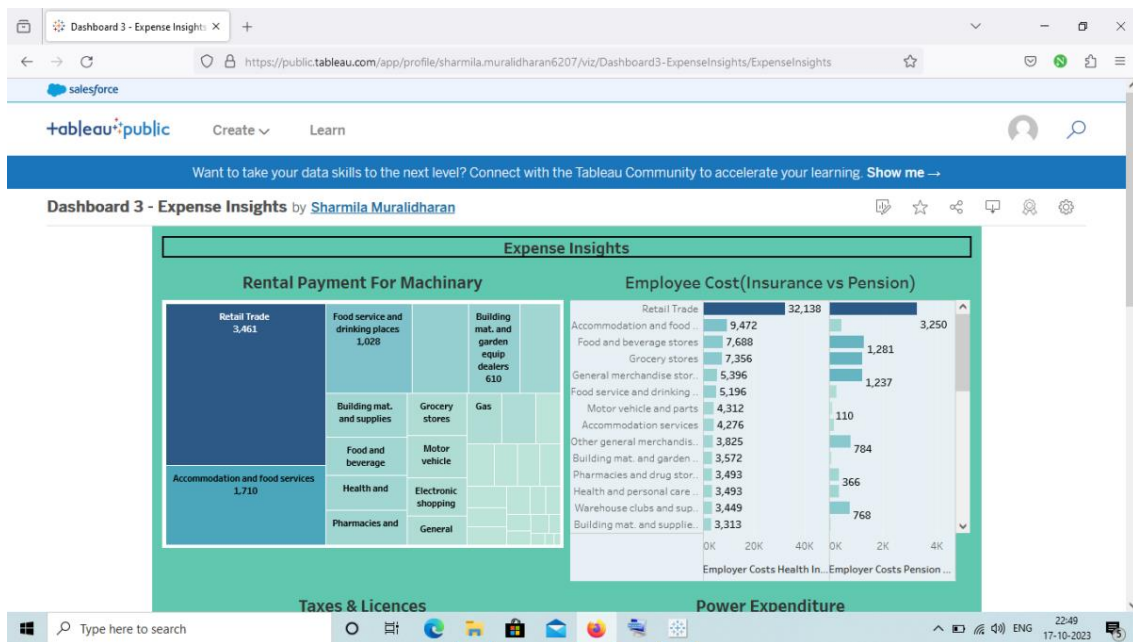 Dashboard 3 - Expense Insights
https://public.tableau.com/app/profile/sharmila.muralidharan6207/viz/Dashboard3-ExpenseInsights/ExpenseInsights
salesforce
+ableau public Create Learn
Want to take your data skills to the next level? Connect with the Tableau Community to accelerate your learning. Show me →
Dashboard 3 - Expense Insights by Sharmila Muralidharan
Expense Insights
Rental Payment For Machinary
Retail Trade
3,461
Accommodation and food services
1,710
Food service and
drinking places
1,028
Building
mat. and
garden
equip
dealers
610
Building mat.
and supplies
Grocery
stores
Gas
Food and
beverage
Motor
vehicle
Health and
Electronic
shopping
Pharmacies and
General
Employee Cost(Insurance vs Pension)
Retail Trade 32,138
Accommodation and food .. 9,472 3,250
Food and beverage stores 7,688 1,281
Grocery stores 7,356
General merchandise stor.. 5,396 1,237
Food service and drinking .. 5,196
Motor vehicle and parts 4,312 110
Accommodation services 4,276
Other general merchandis.. 3,825 784
Building mat. and garden .. 3,572
Pharmacies and drug stor.. 3,493 366
Health and personal care .. 3,493
Warehouse clubs and sup.. 3,449 768
Building mat. and supplie.. 3,313
0K 20K 40K 0K 2K 4K
Employer Costs Health In.. Employer Costs Pension ...
Taxes & Licences
Power Expenditure
Type here to search
ENG
22:49
17-10-2023
5